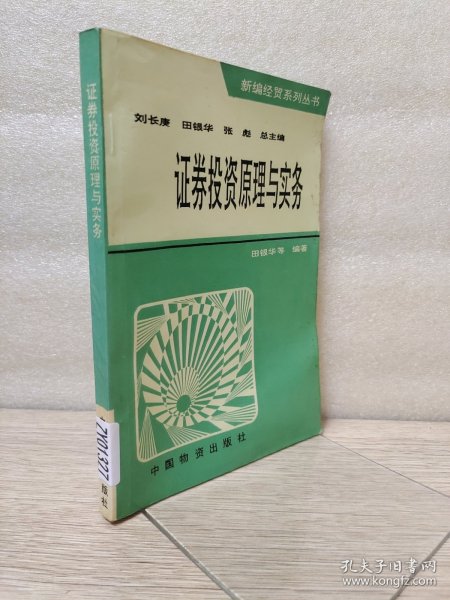 新编经贸系列丛书
刘长庚 田银华 张彪 总主编
证券投资原理与实务
田银华等 编著
中国物资出版社
证券投资原理与实务
ZY01327
版社
孔夫子旧书网
www.kongfz.com